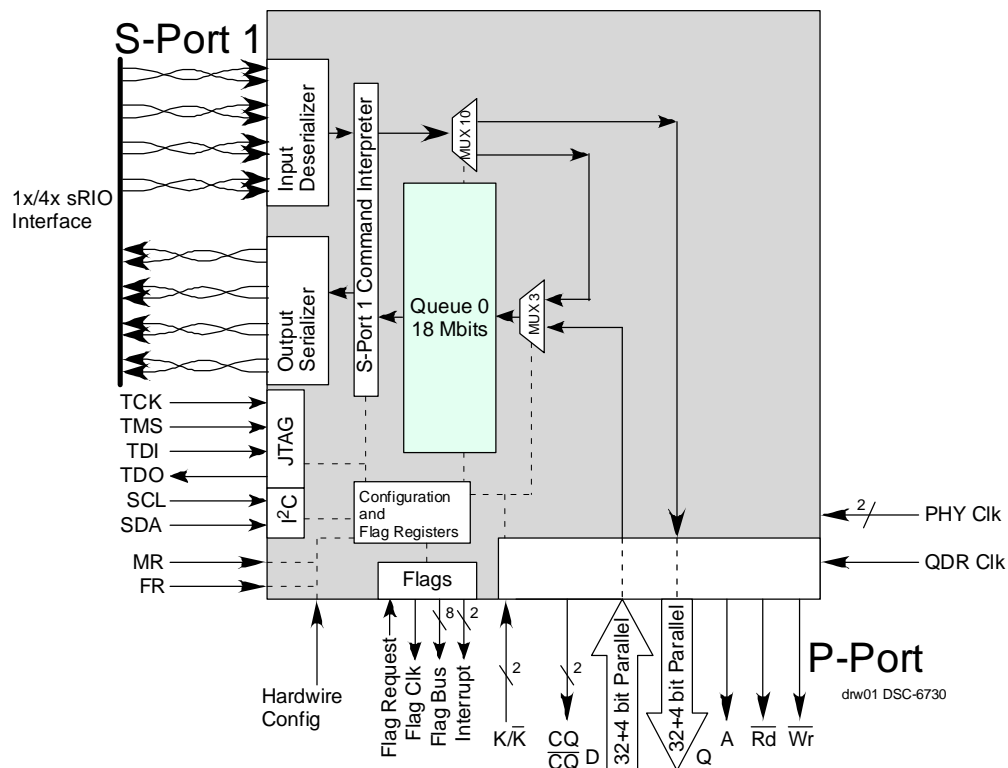 S-Port 1
1x/4x sRIO
Interface
Input
Deserializer
Output
Serializer
S-Port 1 Command Interpreter
MUX 10
Queue 0
18 Mbits
MUX 3
TCK
TMS
TDI
TDO
SCL
SDA
MR
FR
JTAG
I²C
Configuration
and
Flag Registers
Flags
2
PHY Clk
QDR Clk
Hardwire
Config
Flag Request
Flag Clk
8
Flag Bus
2
Interrupt
2
K/K̅
2
C̅Q̅
CQ
D
32+4 bit Parallel
32+4 bit Parallel
Q
A
R̅d̅
W̅r̅
P-Port
drw01 DSC-6730